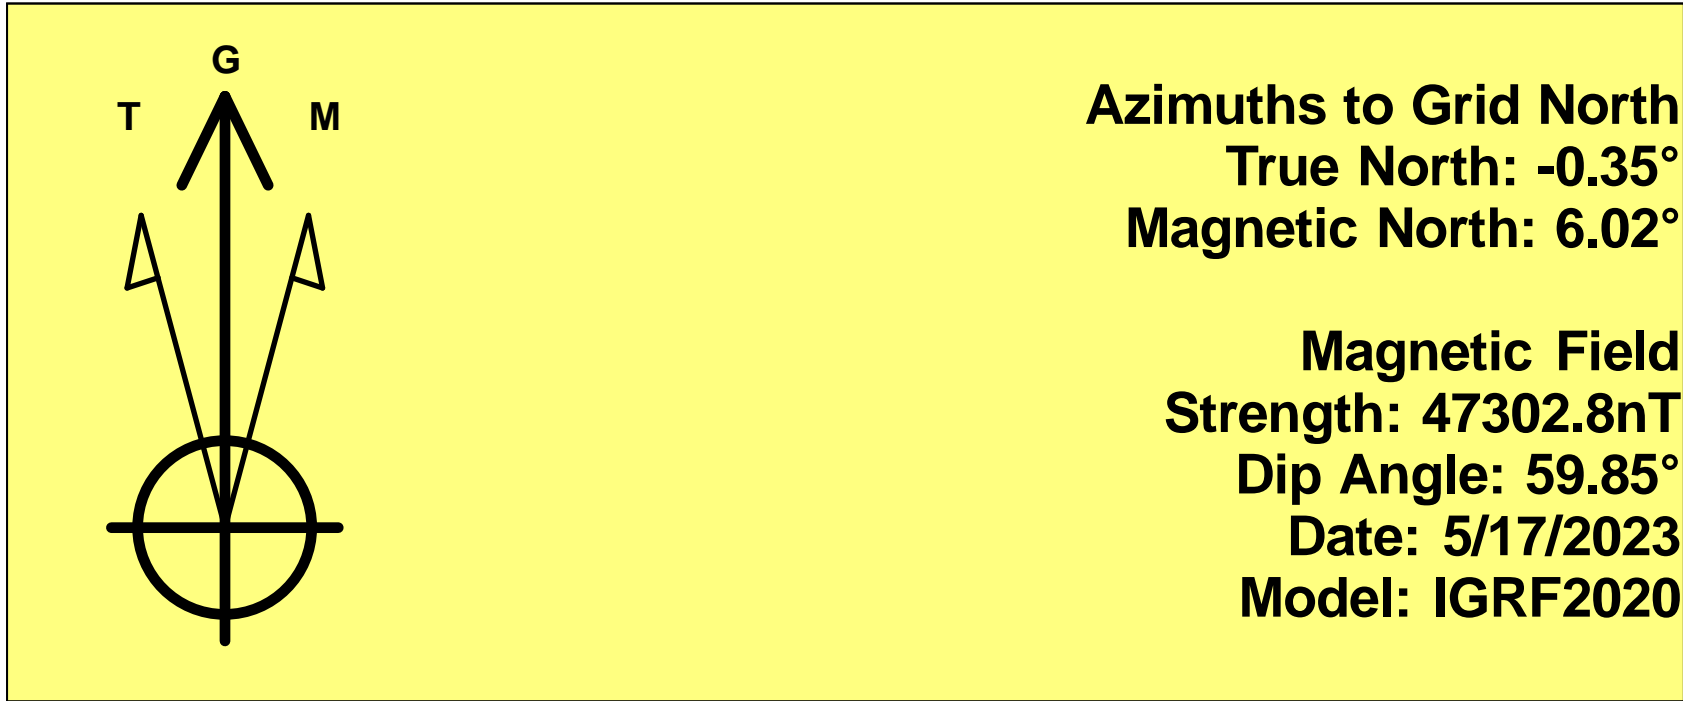 G
T M
Azimuths to Grid North
True North: -0.35°
Magnetic North: 6.02°
Magnetic Field
Strength: 47302.8nT
Dip Angle: 59.85°
Date: 5/17/2023
Model: IGRF2020